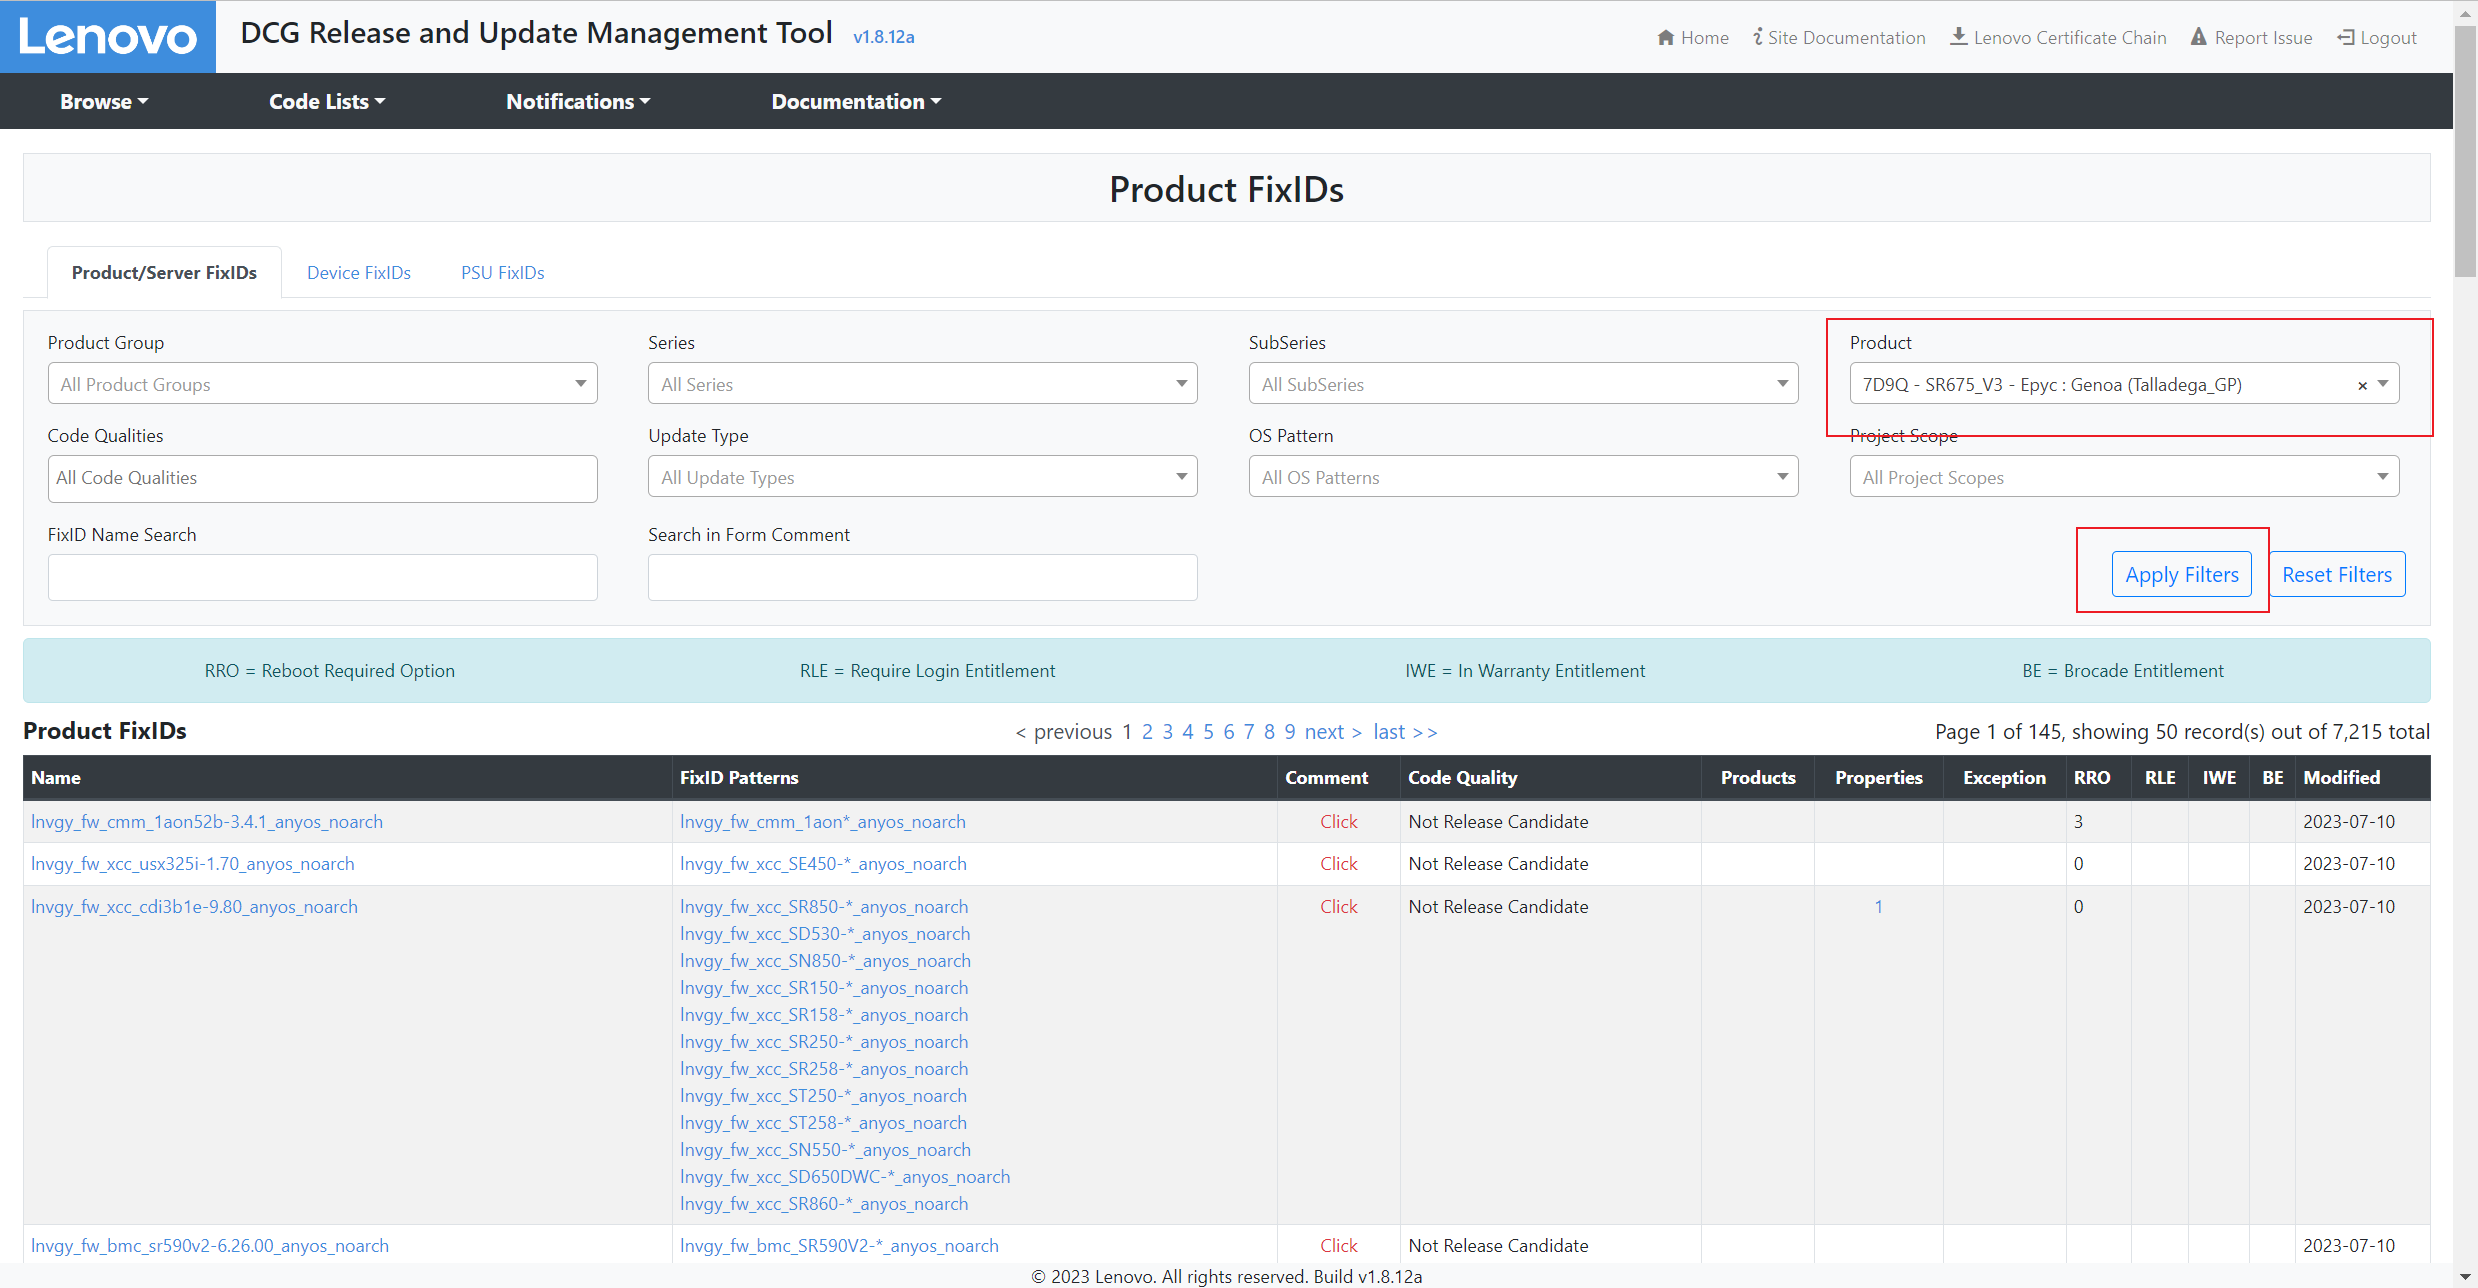 Lenovo DCG Release and Update Management Tool v1.8.12a Home Site Documentation Lenovo Certificate Chain Report Issue Logout
Browse Code Lists Notifications Documentation
Product FixIDs
Product/Server FixIDs Device FixIDs PSU FixIDs
Product Group Series SubSeries Product
All Product Groups All Series All SubSeries 7D9Q - SR675_V3 - Epyc : Genoa (Talladega_GP) ×
Code Qualities Update Type OS Pattern Project Scope
All Code Qualities All Update Types All OS Patterns All Project Scopes
FixID Name Search Search in Form Comment
Apply Filters Reset Filters
RRO = Reboot Required Option RLE = Require Login Entitlement IWE = In Warranty Entitlement BE = Brocade Entitlement
Product FixIDs < previous 1 2 3 4 5 6 7 8 9 next > last >> Page 1 of 145, showing 50 record(s) out of 7,215 total
Name FixID Patterns Comment Code Quality Products Properties Exception RRO RLE IWE BE Modified
lnvgy_fw_cmm_1aon52b-3.4.1_anyos_noarch lnvgy_fw_cmm_1aon*_anyos_noarch Click Not Release Candidate 3 2023-07-10
lnvgy_fw_xcc_usx325i-1.70_anyos_noarch lnvgy_fw_xcc_SE450-*_anyos_noarch Click Not Release Candidate 0 2023-07-10
lnvgy_fw_xcc_cdi3b1e-9.80_anyos_noarch lnvgy_fw_xcc_SR850-*_anyos_noarch Click Not Release Candidate 1 0 2023-07-10
lnvgy_fw_xcc_SD530-*_anyos_noarch
lnvgy_fw_xcc_SN850-*_anyos_noarch
lnvgy_fw_xcc_SR150-*_anyos_noarch
lnvgy_fw_xcc_SR158-*_anyos_noarch
lnvgy_fw_xcc_SR250-*_anyos_noarch
lnvgy_fw_xcc_SR258-*_anyos_noarch
lnvgy_fw_xcc_ST250-*_anyos_noarch
lnvgy_fw_xcc_ST258-*_anyos_noarch
lnvgy_fw_xcc_SN550-*_anyos_noarch
lnvgy_fw_xcc_SD650DWC-*_anyos_noarch
lnvgy_fw_xcc_SR860-*_anyos_noarch
lnvgy_fw_bmc_sr590v2-6.26.00_anyos_noarch lnvgy_fw_bmc_SR590V2-*_anyos_noarch Click Not Release Candidate 2023-07-10
© 2023 Lenovo. All rights reserved. Build v1.8.12a